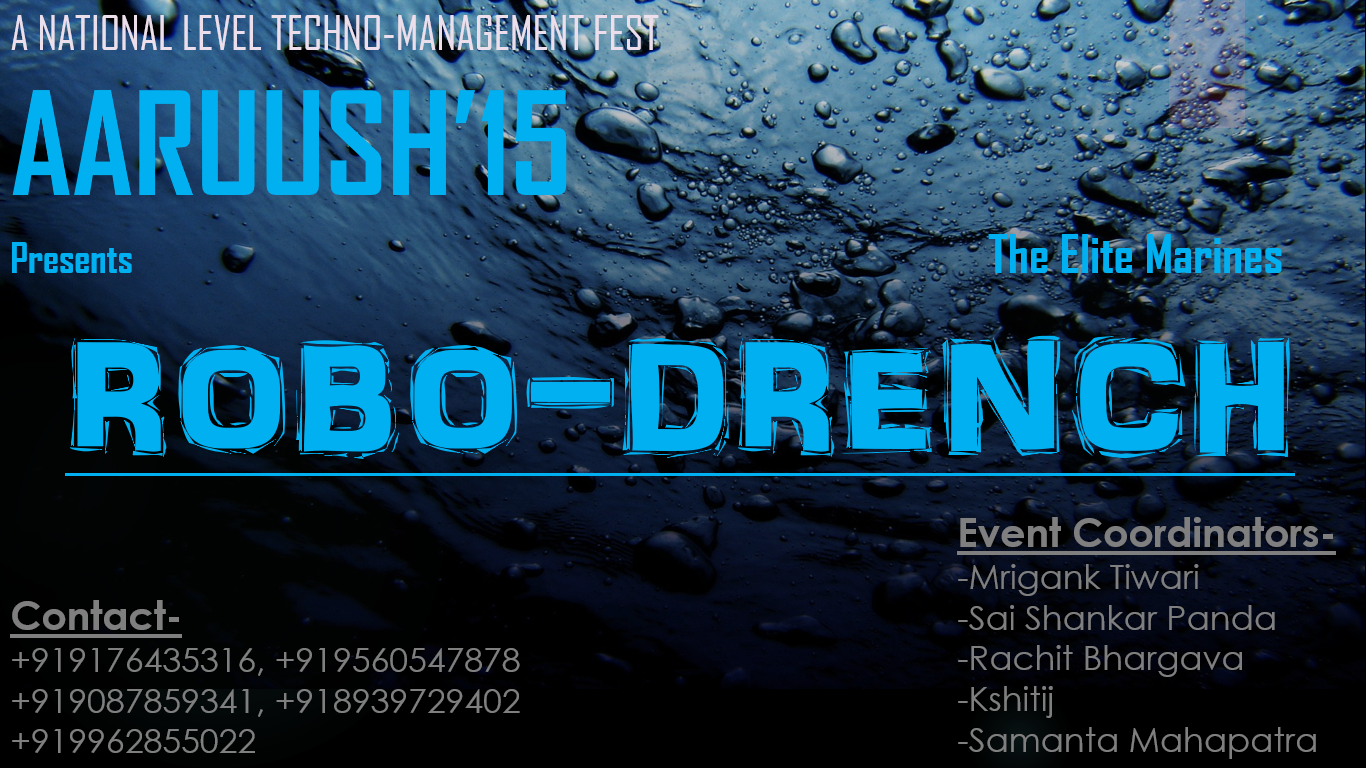 A NATIONAL LEVEL TECHNO-MANAGEMENT FEST
AARUUSH'15
Presents
The Elite Marines
ROBO-DRENCH
Contact-
+919176435316, +919560547878
+919087859341, +918939729402
+919962855022
Event Coordinators-
-Mrigank Tiwari
-Sai Shankar Panda
-Rachit Bhargava
-Kshitij
-Samanta Mahapatra